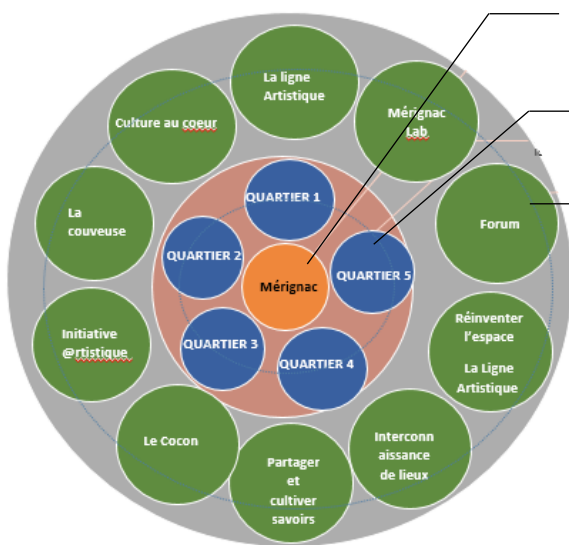 La ligne
Artistique
Culture au coeur
Mérignac
Lab
QUARTIER 1
La
couveuse
Forum
QUARTIER 2
QUARTIER 5
Mérignac
Initiative
@rtistique
Réinventer
l'espace
La Ligne
Artistique
QUARTIER 3
QUARTIER 4
Le Cocon
Interconn
aissance
de lieux
Partager
et
cultiver
savoirs